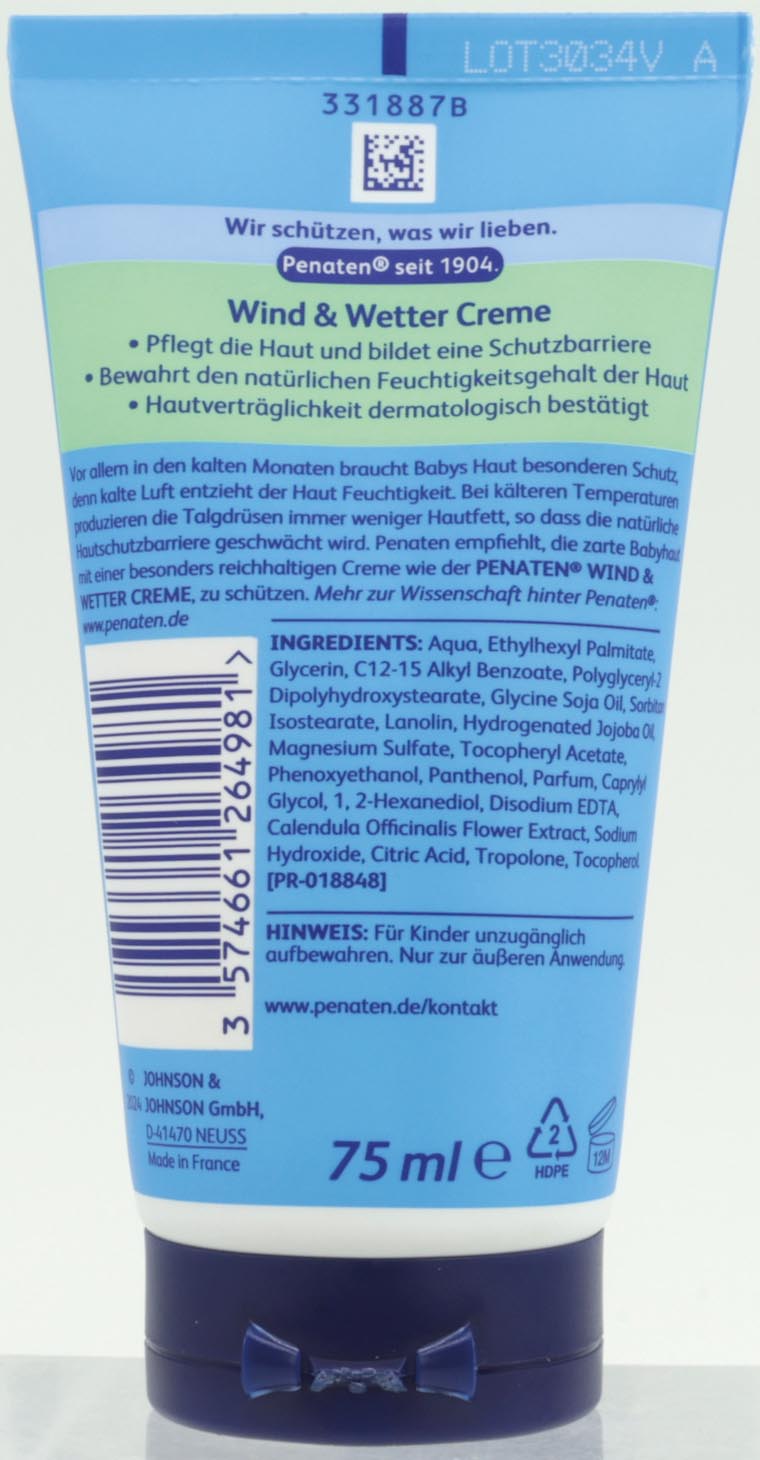 LOT3034V A
331887B
Wir schützen, was wir lieben.
Penaten® seit 1904.
Wind & Wetter Creme
• Pflegt die Haut und bildet eine Schutzbarriere
• Bewahrt den natürlichen Feuchtigkeitsgehalt der Haut
• Hautverträglichkeit dermatologisch bestätigt
Vor allem in den kalten Monaten braucht Babys Haut besonderen Schutz,
denn kalte Luft entzieht der Haut Feuchtigkeit. Bei kälteren Temperaturen
produzieren die Talgdrüsen immer weniger Hautfett, so dass die natürliche
Hautschutzbarriere geschwächt wird. Penaten empfiehlt, die zarte Babyhaut
mit einer besonders reichhaltigen Creme wie der PENATEN® WIND &
WETTER CREME, zu schützen. Mehr zur Wissenschaft hinter Penaten®:
www.penaten.de
INGREDIENTS: Aqua, Ethylhexyl Palmitate,
Glycerin, C12-15 Alkyl Benzoate, Polyglyceryl-2
Dipolyhydroxystearate, Glycine Soja Oil, Sorbitan
Isostearate, Lanolin, Hydrogenated Jojoba Oil,
Magnesium Sulfate, Tocopheryl Acetate,
Phenoxyethanol, Panthenol, Parfum, Caprylyl
Glycol, 1, 2-Hexanediol, Disodium EDTA,
Calendula Officinalis Flower Extract, Sodium
Hydroxide, Citric Acid, Tropolone, Tocopherol.
[PR-018848]
HINWEIS: Für Kinder unzugänglich
aufbewahren. Nur zur äußeren Anwendung.
www.penaten.de/kontakt
3 574661 264981 >
© JOHNSON &
2024 JOHNSON GmbH,
D-41470 NEUSS
Made in France
75 ml e
2
HDPE
12M